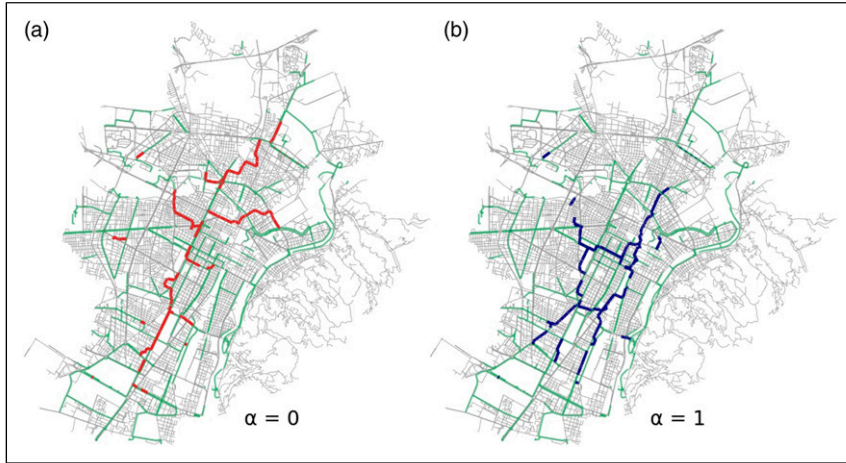 (a)
(b)
α = 0
α = 1